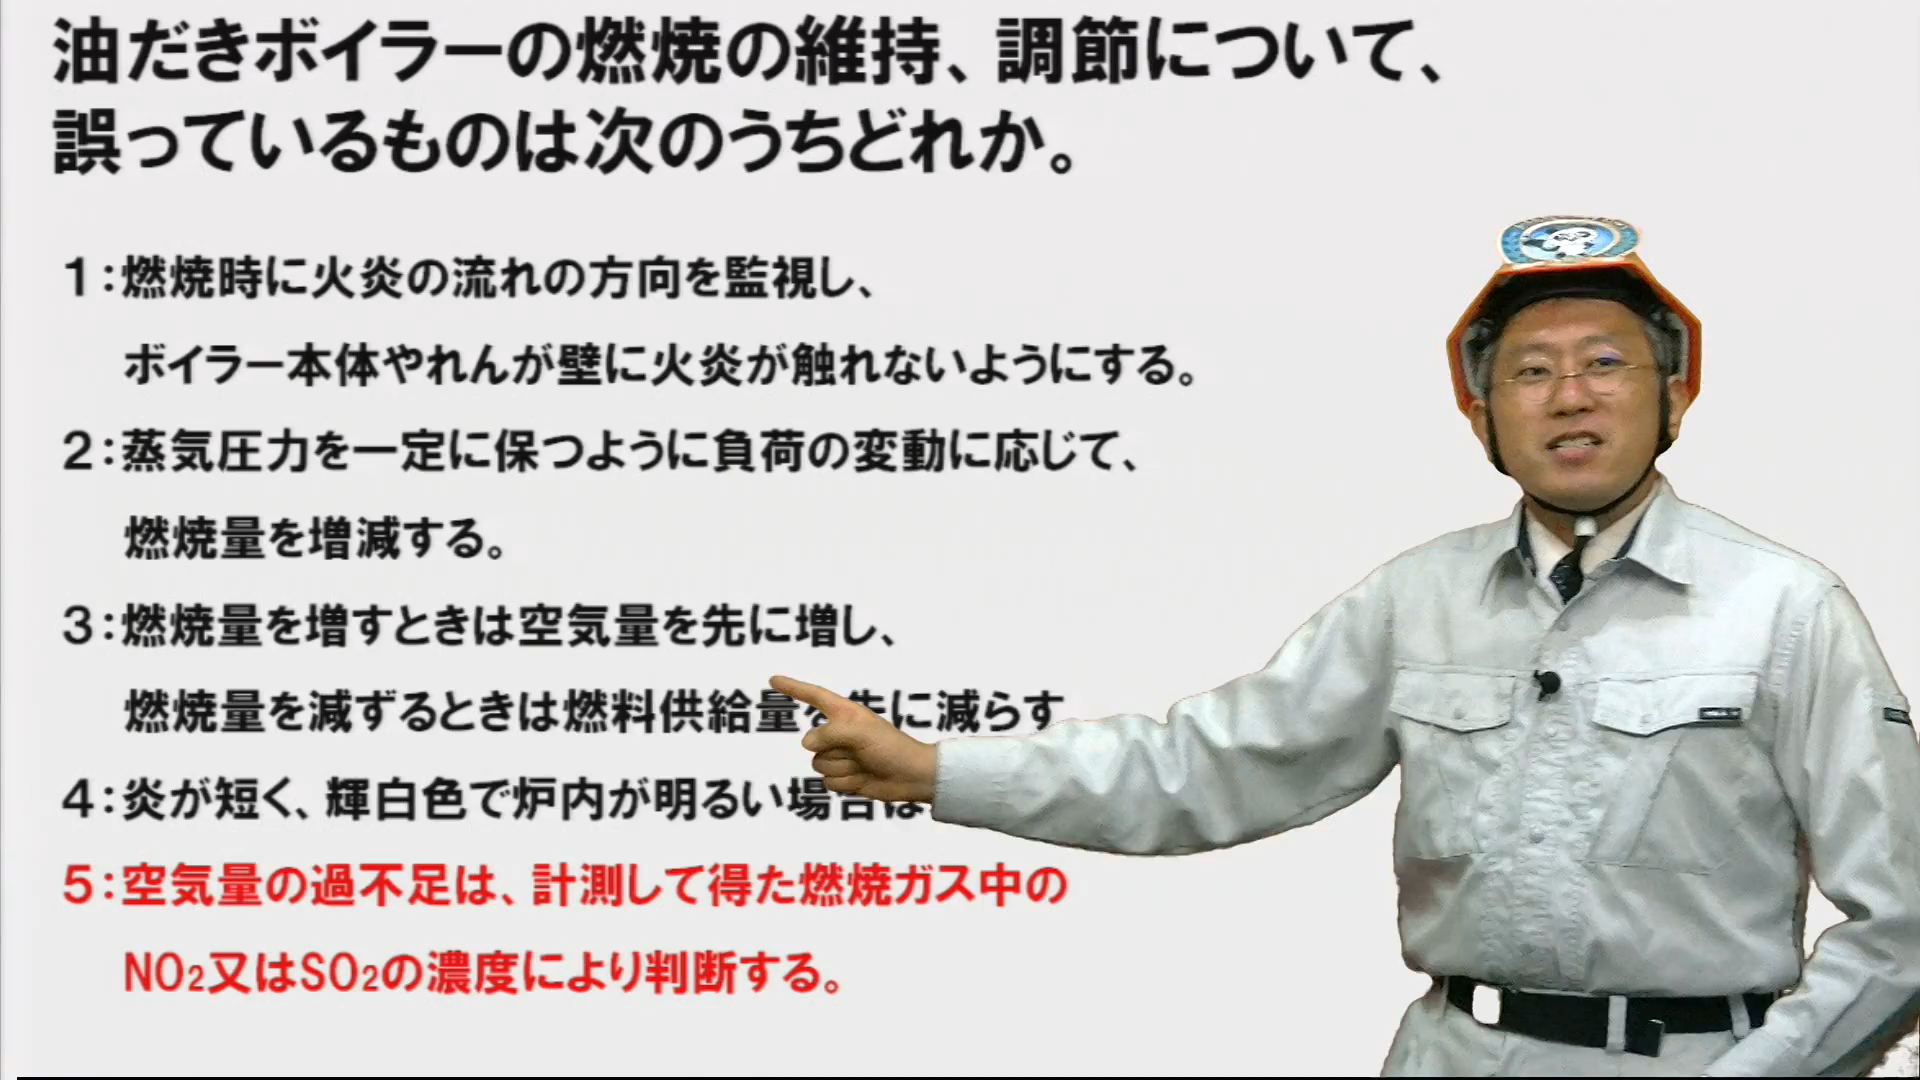 油だきボイラーの燃焼の維持、調節について、
誤っているものは次のうちどれか。
1：燃焼時に火炎の流れの方向を監視し、
ボイラー本体やれんが壁に火炎が触れないようにする。
2：蒸気圧力を一定に保つように負荷の変動に応じて、
燃焼量を増減する。
3：燃焼量を増すときは空気量を先に増し、
燃焼量を減ずるときは燃料供給量を先に減らす
4：炎が短く、輝白色で炉内が明るい場合は
5：空気量の過不足は、計測して得た燃焼ガス中の
NO₂又はSO₂の濃度により判断する。